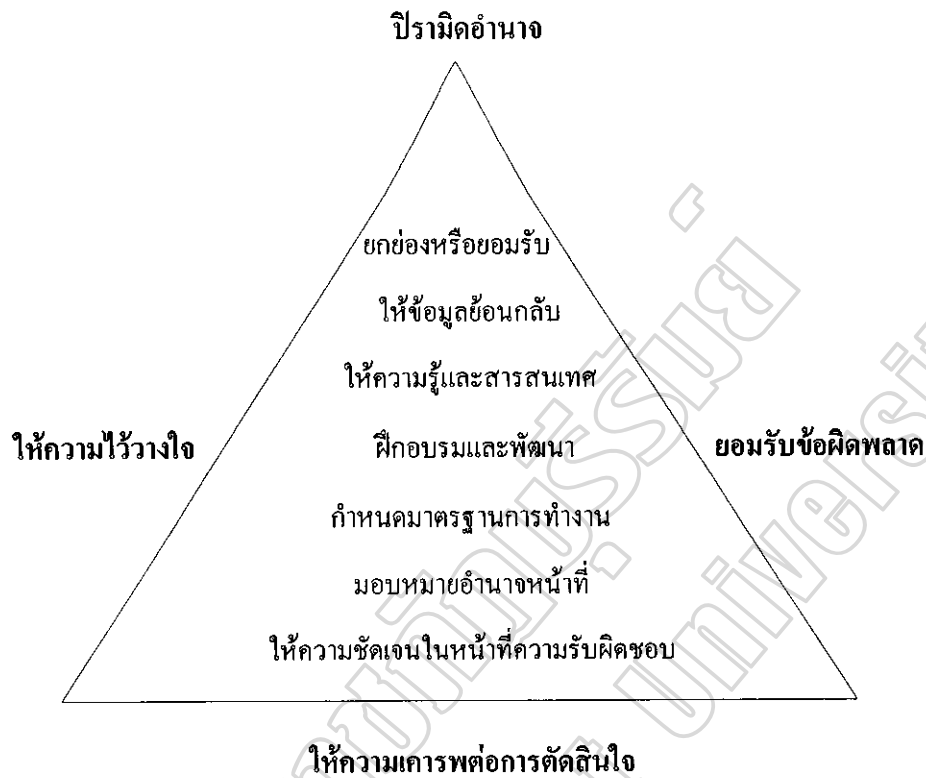 ปิรามิดอำนาจ
ยกย่องหรือยอมรับ
ให้ข้อมูลย้อนกลับ
ให้ความรู้และสารสนเทศ
ให้ความไว้วางใจ
ฝึกอบรมและพัฒนา
ยอมรับข้อผิดพลาด
กำหนดมาตรฐานการทำงาน
มอบหมายอำนาจหน้าที่
ให้ความชัดเจนในหน้าที่ความรับผิดชอบ
ให้ความเคารพต่อการตัดสินใจ